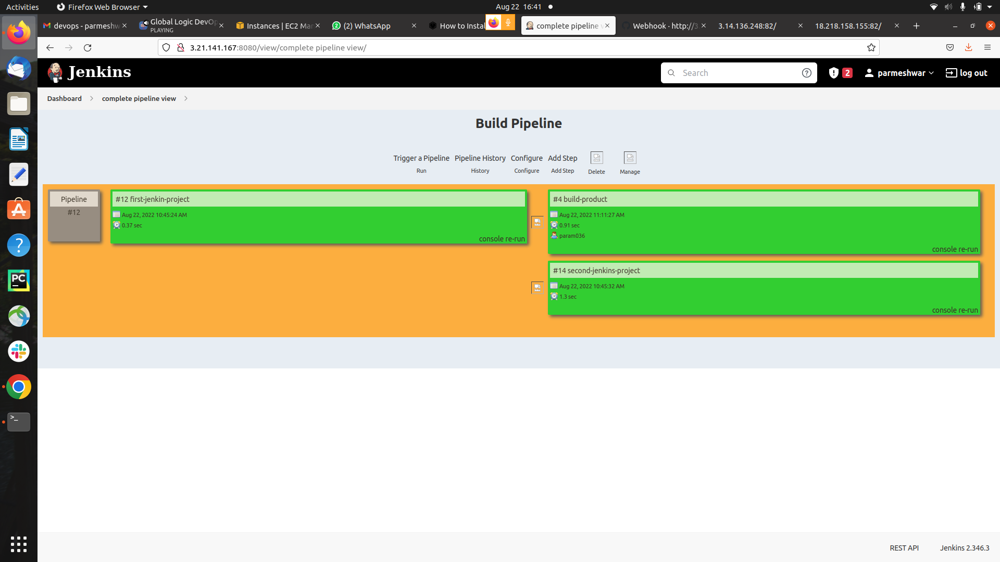 Activities
Firefox Web Browser
Aug 22 16:41
devops - parmeshw
Global Logic DevOp
PLAYING
Instances | EC2 Mar
(2) WhatsApp
How to Instal
complete pipeline v
Webhook · http://3
3.14.136.248:82/
18.218.158.155:82/
3.21.141.167:8080/view/complete pipeline view/
Jenkins
Search
2
parmeshwar
log out
Dashboard
complete pipeline view
Build Pipeline
Trigger a Pipeline Pipeline History Configure Add Step
Run History Configure Add Step Delete Manage
Pipeline
#12
#12 first-jenkin-project
Aug 22, 2022 10:45:24 AM
0.37 sec
console re-run
#4 build-product
Aug 22, 2022 11:11:27 AM
0.91 sec
param036
console re-run
#14 second-jenkins-project
Aug 22, 2022 10:45:32 AM
1.3 sec
console re-run
PC
>_
REST API
Jenkins 2.346.3